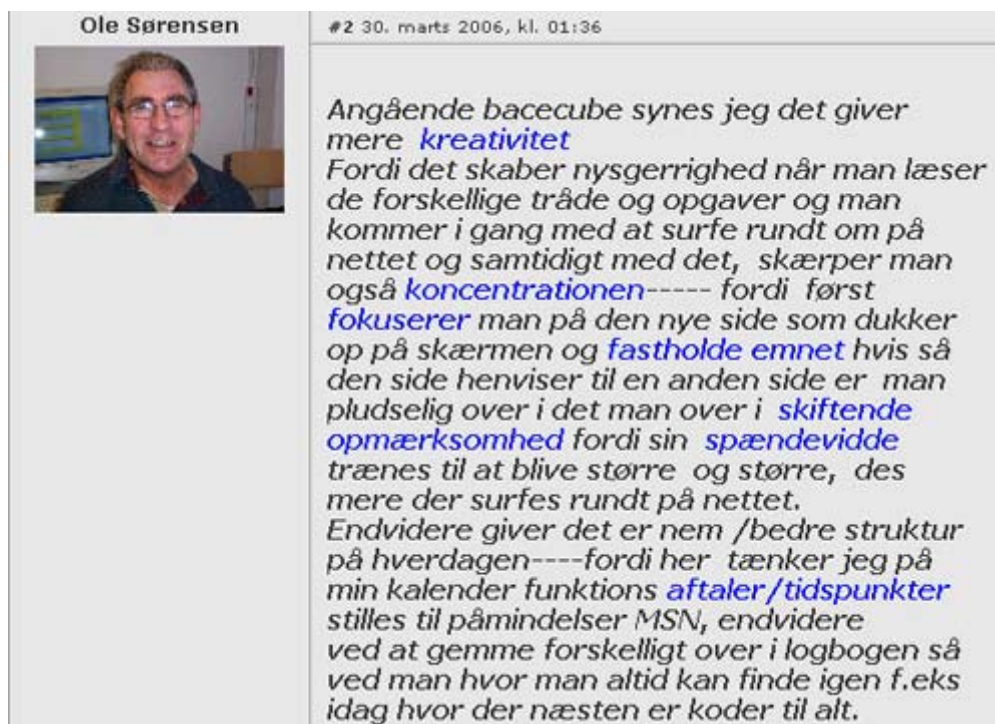 Ole Sørensen
#2 30. marts 2006, kl. 01:36
Angående bacecube synes jeg det giver
mere kreativitet
Fordi det skaber nysgerrighed når man læser
de forskellige tråde og opgaver og man
kommer i gang med at surfe rundt om på
nettet og samtidigt med det, skærper man
også koncentrationen----- fordi først
fokuserer man på den nye side som dukker
op på skærmen og fastholde emnet hvis så
den side henviser til en anden side er man
pludselig over i det man over i skiftende
opmærksomhed fordi sin spændevidde
trænes til at blive større og større, des
mere der surfes rundt på nettet.
Endvidere giver det er nem /bedre struktur
på hverdagen----fordi her tænker jeg på
min kalender funktions aftaler/tidspunkter
stilles til påmindelser MSN, endvidere
ved at gemme forskelligt over i logbogen så
ved man hvor man altid kan finde igen f.eks
idag hvor der næsten er koder til alt.